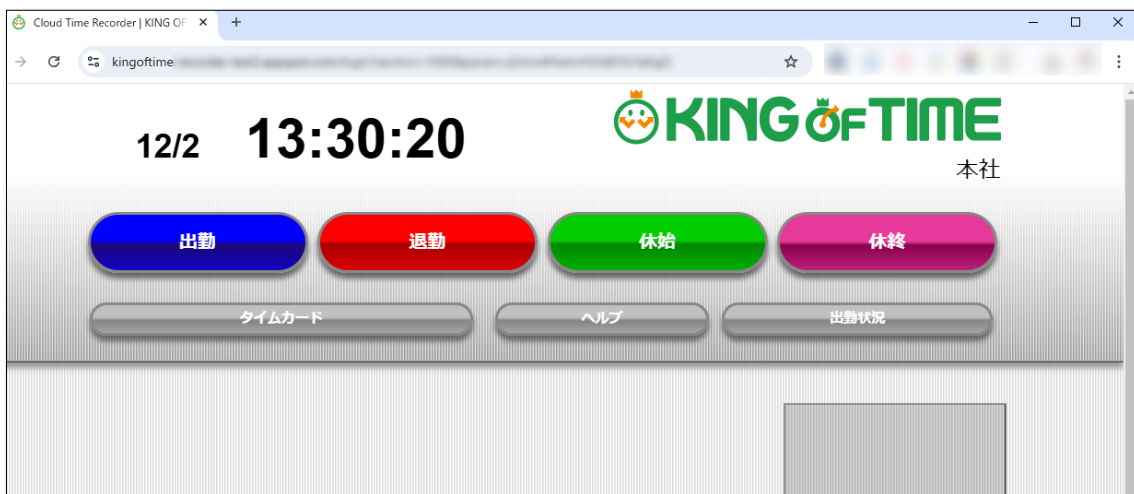 Cloud Time Recorder | KING OF
kingoftime
12/2 13:30:20
KING OF TIME
本社
出勤 退勤 休始 休終
タイムカード ヘルプ 出勤状況